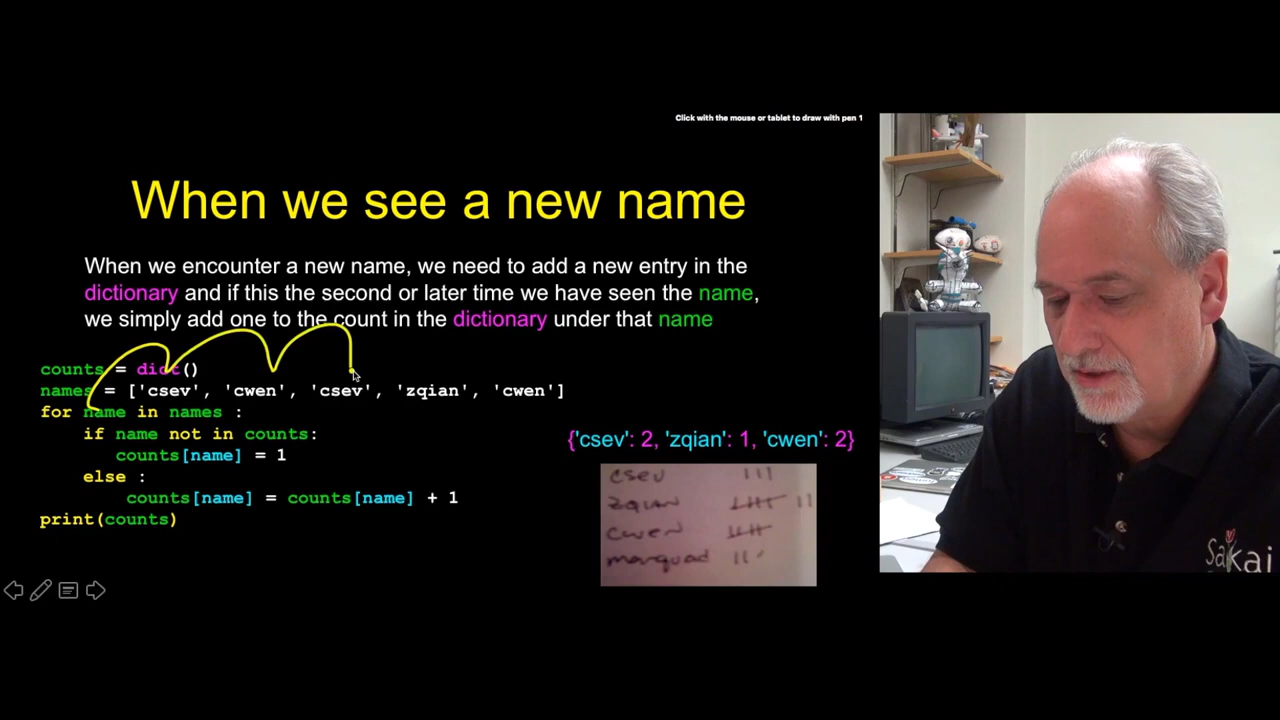 Click with the mouse or tablet to draw with pen 1
When we see a new name
When we encounter a new name, we need to add a new entry in the
dictionary and if this the second or later time we have seen the name,
we simply add one to the count in the dictionary under that name
counts = dict()
names = ['csev', 'cwen', 'csev', 'zqian', 'cwen']
for name in names :
if name not in counts:
counts[name] = 1
else :
counts[name] = counts[name] + 1
print(counts)
{'csev': 2, 'zqian': 1, 'cwen': 2}
csev
zqian
cwen
marquad
Sakai